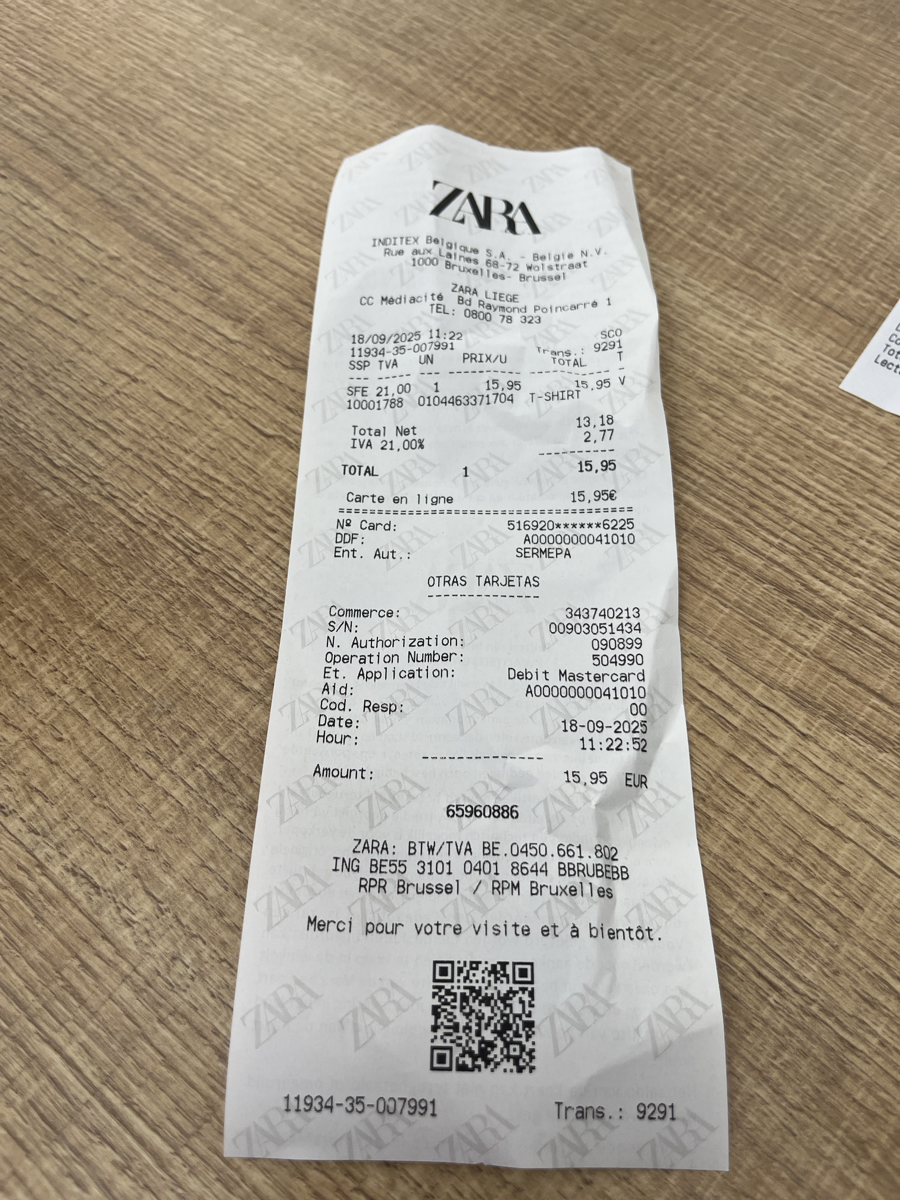 ZARA
INDITEX Belgique S.A. - Belgie N.V.
Rue aux Laines 68-72 Wolstraat
1000 Bruxelles- Brussel
ZARA LIEGE
CC Médiacité Bd Raymond Poincarré 1
TEL: 0800 78 323
18/09/2025 11:22 SCO
11934-35-007991 Trans.: 9291
SSP TVA UN PRIX/U TOTAL T
SFE 21,00 1 15,95 15,95 V
10001788 0104463371704 T-SHIRT
Total Net 13,18
IVA 21,00% 2,77
TOTAL 1 15,95
Carte en ligne 15,95€
Nº Card: 516920******6225
DDF: A0000000041010
Ent. Aut.: SERMEPA
OTRAS TARJETAS
Commerce: 343740213
S/N: 00903051434
N. Authorization: 090899
Operation Number: 504990
Et. Application: Debit Mastercard
Aid: A0000000041010
Cod. Resp: 00
Date: 18-09-2025
Hour: 11:22:52
Amount: 15,95 EUR
65960886
ZARA: BTW/TVA BE.0450.661.802
ING BE55 3101 0401 8644 BBRUBEBB
RPR Brussel / RPM Bruxelles
Merci pour votre visite et à bientôt.
11934-35-007991 Trans.: 9291